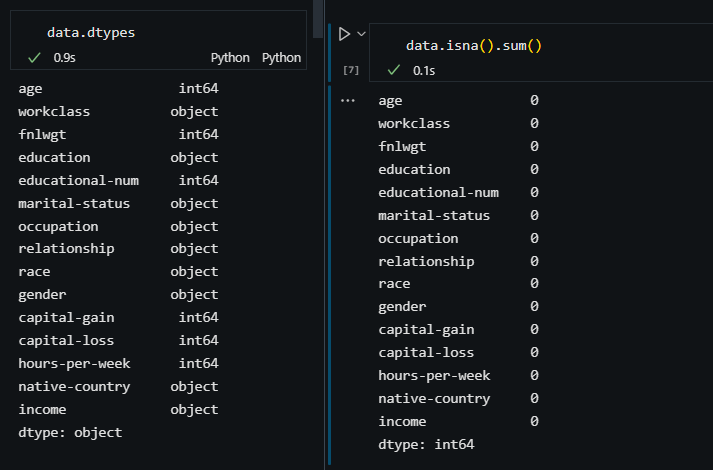 data.dtypes
0.9s Python Python
age int64
workclass object
fnlwgt int64
education object
educational-num int64
marital-status object
occupation object
relationship object
race object
gender object
capital-gain int64
capital-loss int64
hours-per-week int64
native-country object
income object
dtype: object
data.isna().sum()
[7] 0.1s
age 0
workclass 0
fnlwgt 0
education 0
educational-num 0
marital-status 0
occupation 0
relationship 0
race 0
gender 0
capital-gain 0
capital-loss 0
hours-per-week 0
native-country 0
income 0
dtype: int64